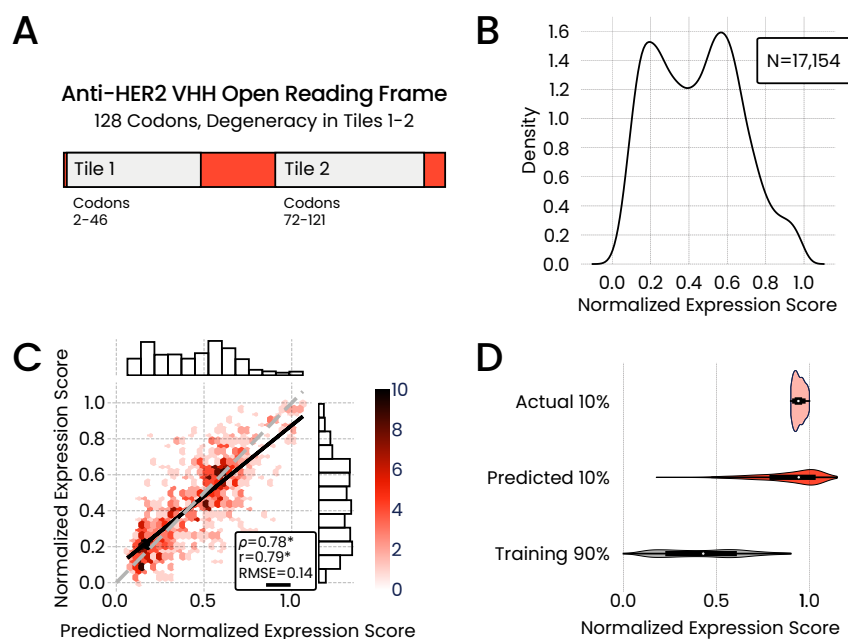 A
Anti-HER2 VHH Open Reading Frame
128 Codons, Degeneracy in Tiles 1-2
Tile 1
Tile 2
Codons
2-46
Codons
72-121
B
N=17,154
Density
1.6
1.4
1.2
1.0
0.8
0.6
0.4
0.2
0.0
0.0 0.2 0.4 0.6 0.8 1.0
Normalized Expression Score
C
Normalized Expression Score
1.0
0.8
0.6
0.4
0.2
0.0
ρ=0.78*
r=0.79*
RMSE=0.14
0.0 0.5 1.0
Predictied Normalized Expression Score
10
8
6
4
2
0
D
Actual 10%
Predicted 10%
Training 90%
0.0 0.5 1.0
Normalized Expression Score